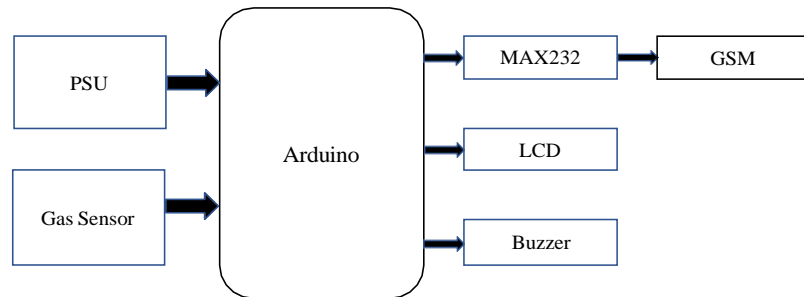 PSU
Gas Sensor
Arduino
MAX232
GSM
LCD
Buzzer